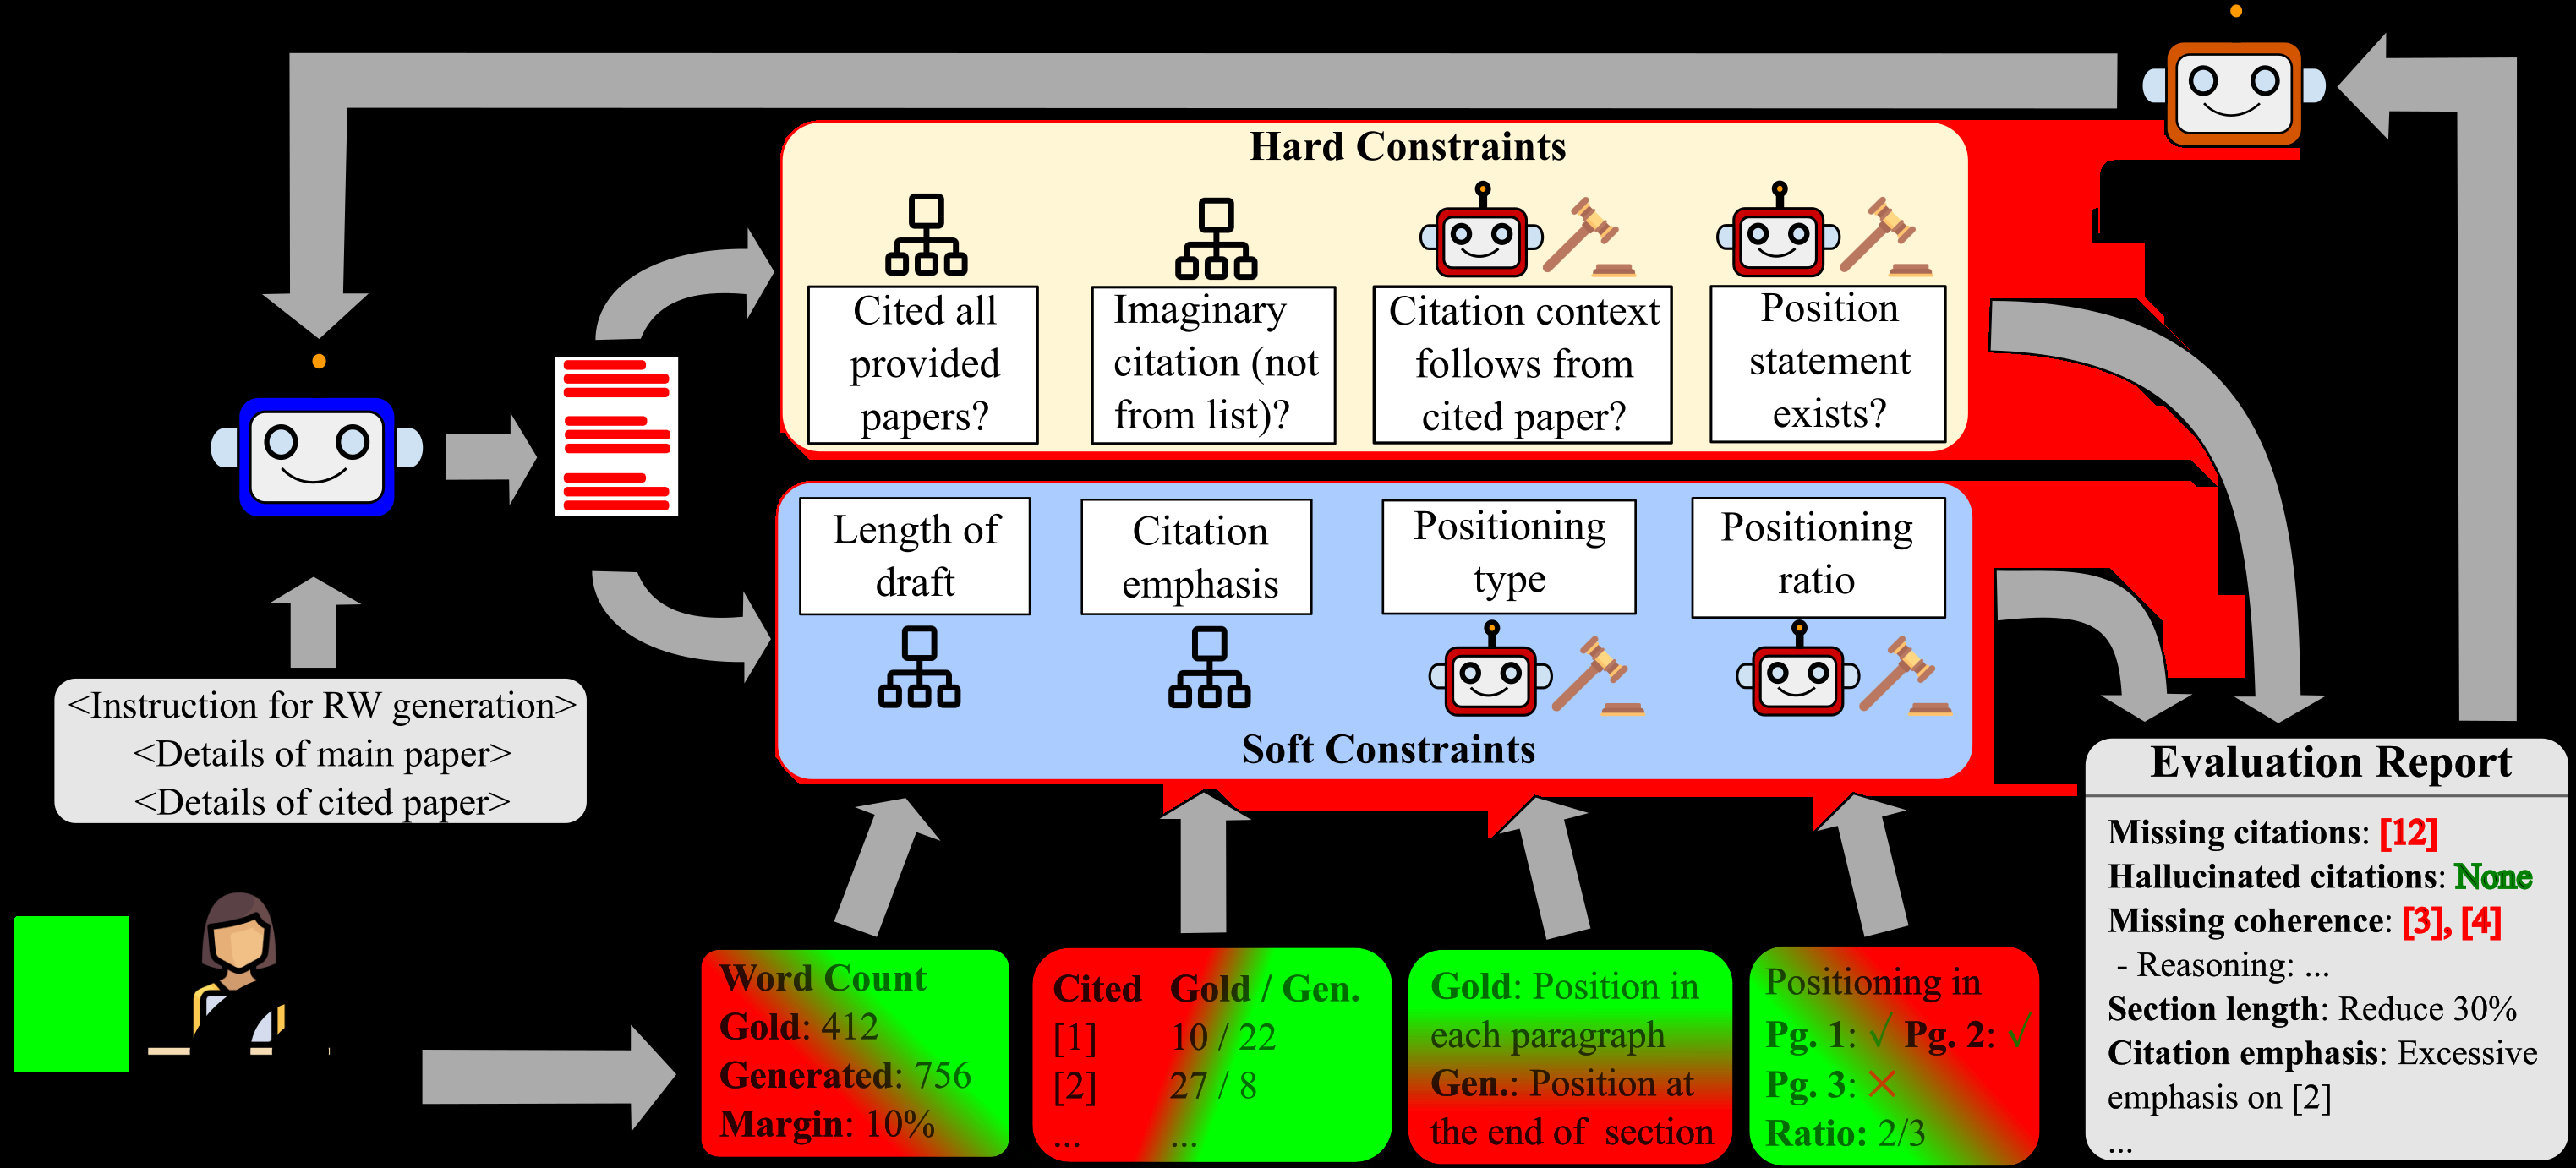 Hard Constraints
Cited all
provided
papers?
Imaginary
citation (not
from list)?
Citation context
follows from
cited paper?
Position
statement
exists?
Length of
draft
Citation
emphasis
Positioning
type
Positioning
ratio
Soft Constraints
<Instruction for RW generation>
<Details of main paper>
<Details of cited paper>
Word Count
Gold: 412
Generated: 756
Margin: 10%
Cited Gold / Gen.
[1] 10 / 22
[2] 27 / 8
... ...
Gold: Position in
each paragraph
Gen.: Position at
the end of section
Positioning in
Pg. 1: √ Pg. 2: √
Pg. 3: ×
Ratio: 2/3
Evaluation Report
Missing citations: [12]
Hallucinated citations: None
Missing coherence: [3], [4]
- Reasoning: ...
Section length: Reduce 30%
Citation emphasis: Excessive
emphasis on [2]
...